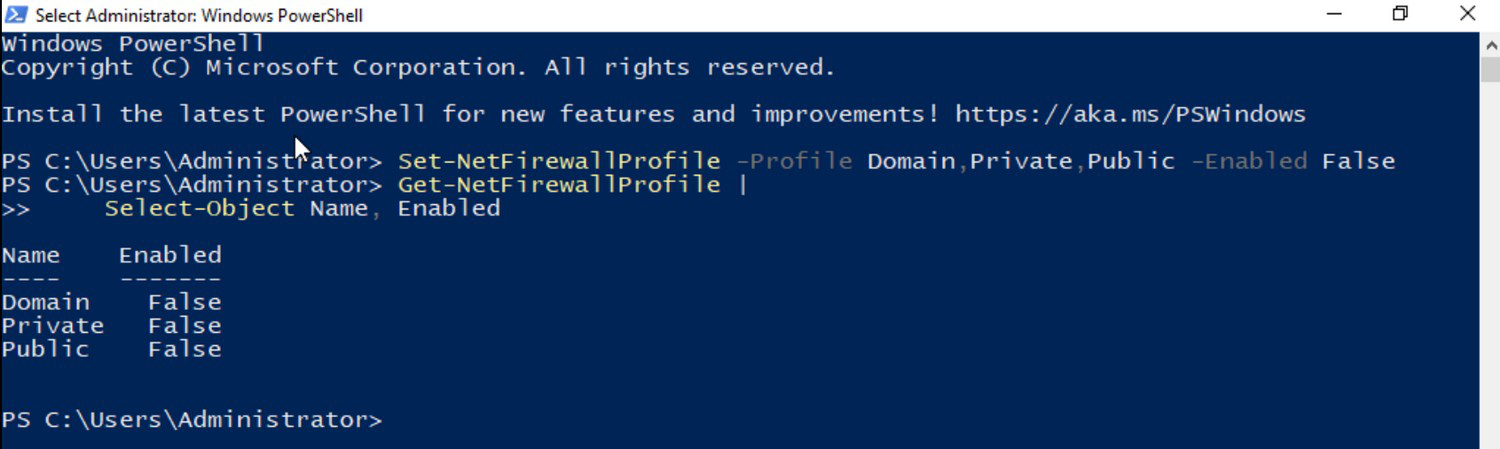 Select Administrator: Windows PowerShell
Windows PowerShell
Copyright (C) Microsoft Corporation. All rights reserved.
Install the latest PowerShell for new features and improvements! https://aka.ms/PSWindows
PS C:\Users\Administrator> Set-NetFirewallProfile -Profile Domain,Private,Public -Enabled False
PS C:\Users\Administrator> Get-NetFirewallProfile |
>>     Select-Object Name, Enabled
Name    Enabled
----    -------
Domain    False
Private   False
Public    False
PS C:\Users\Administrator>